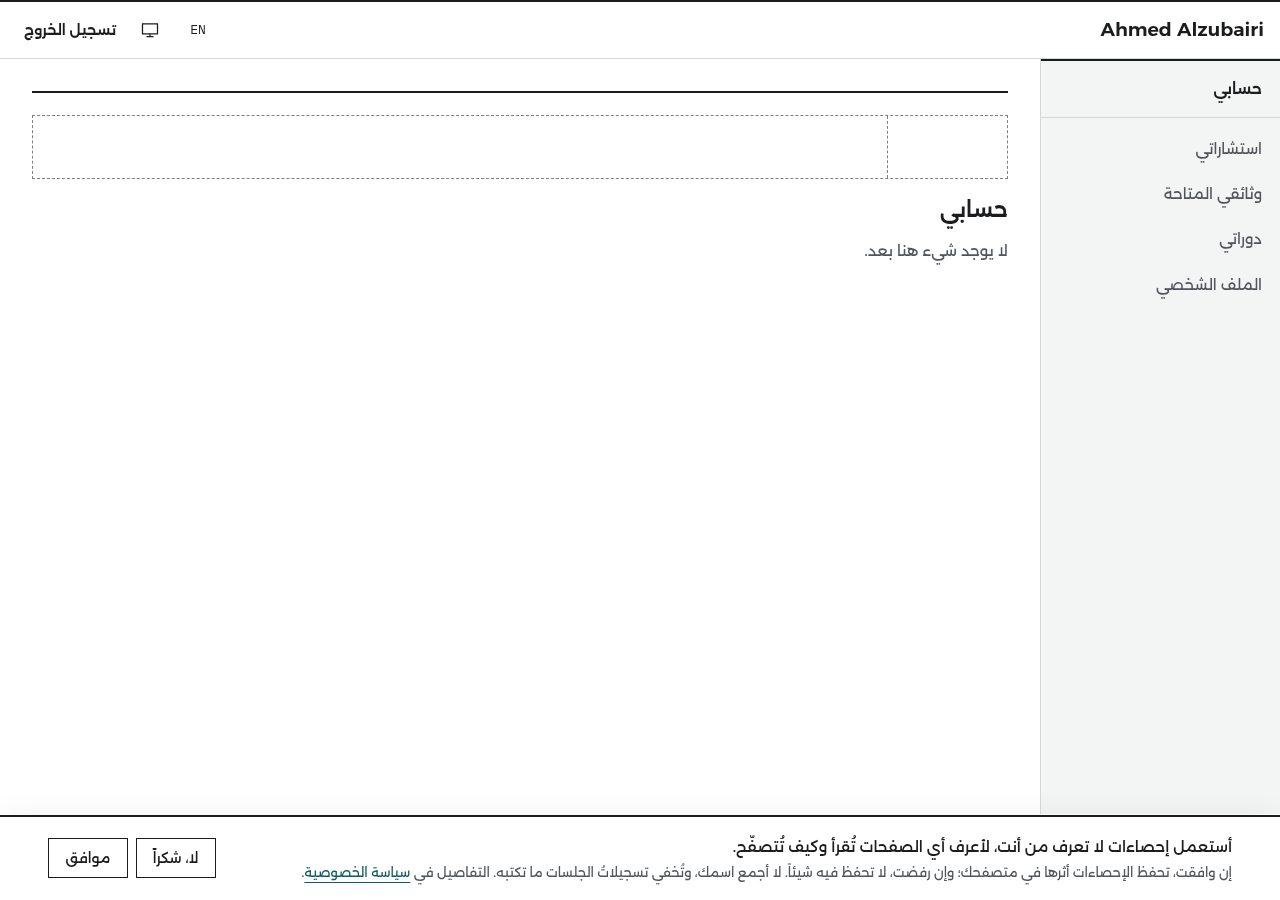 Ahmed Alzubairi
EN
تسجيل الخروج
حسابي
استشاراتي
وثائقي المتاحة
دوراتي
الملف الشخصي
حسابي
لا يوجد شيء هنا بعد.
أستعمل إحصاءات لا تعرف من أنت، لأعرف أي الصفحات تُقرأ وكيف تُتصفّح.
إن وافقت، تحفظ الإحصاءات أثرها في متصفحك؛ وإن رفضت، لا تحفظ فيه شيئاً. لا أجمع اسمك، وتُخفي تسجيلاتُ الجلسات ما تكتبه. التفاصيل في سياسة الخصوصية.
لا، شكراً
موافق